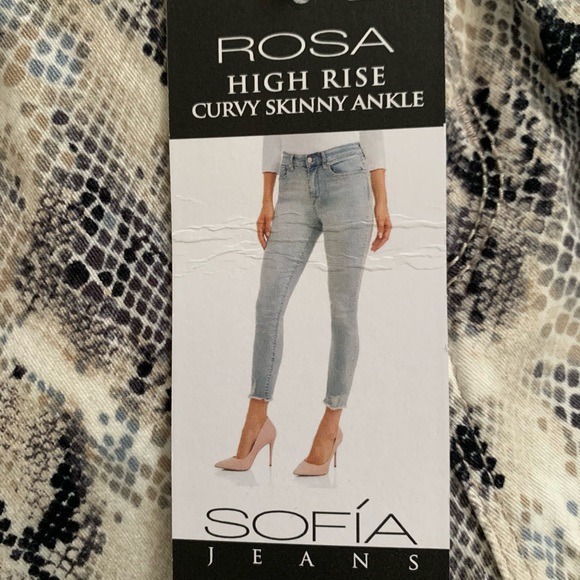 ROSA
HIGH RISE
CURVY SKINNY ANKLE
SOFÍA
JEANS